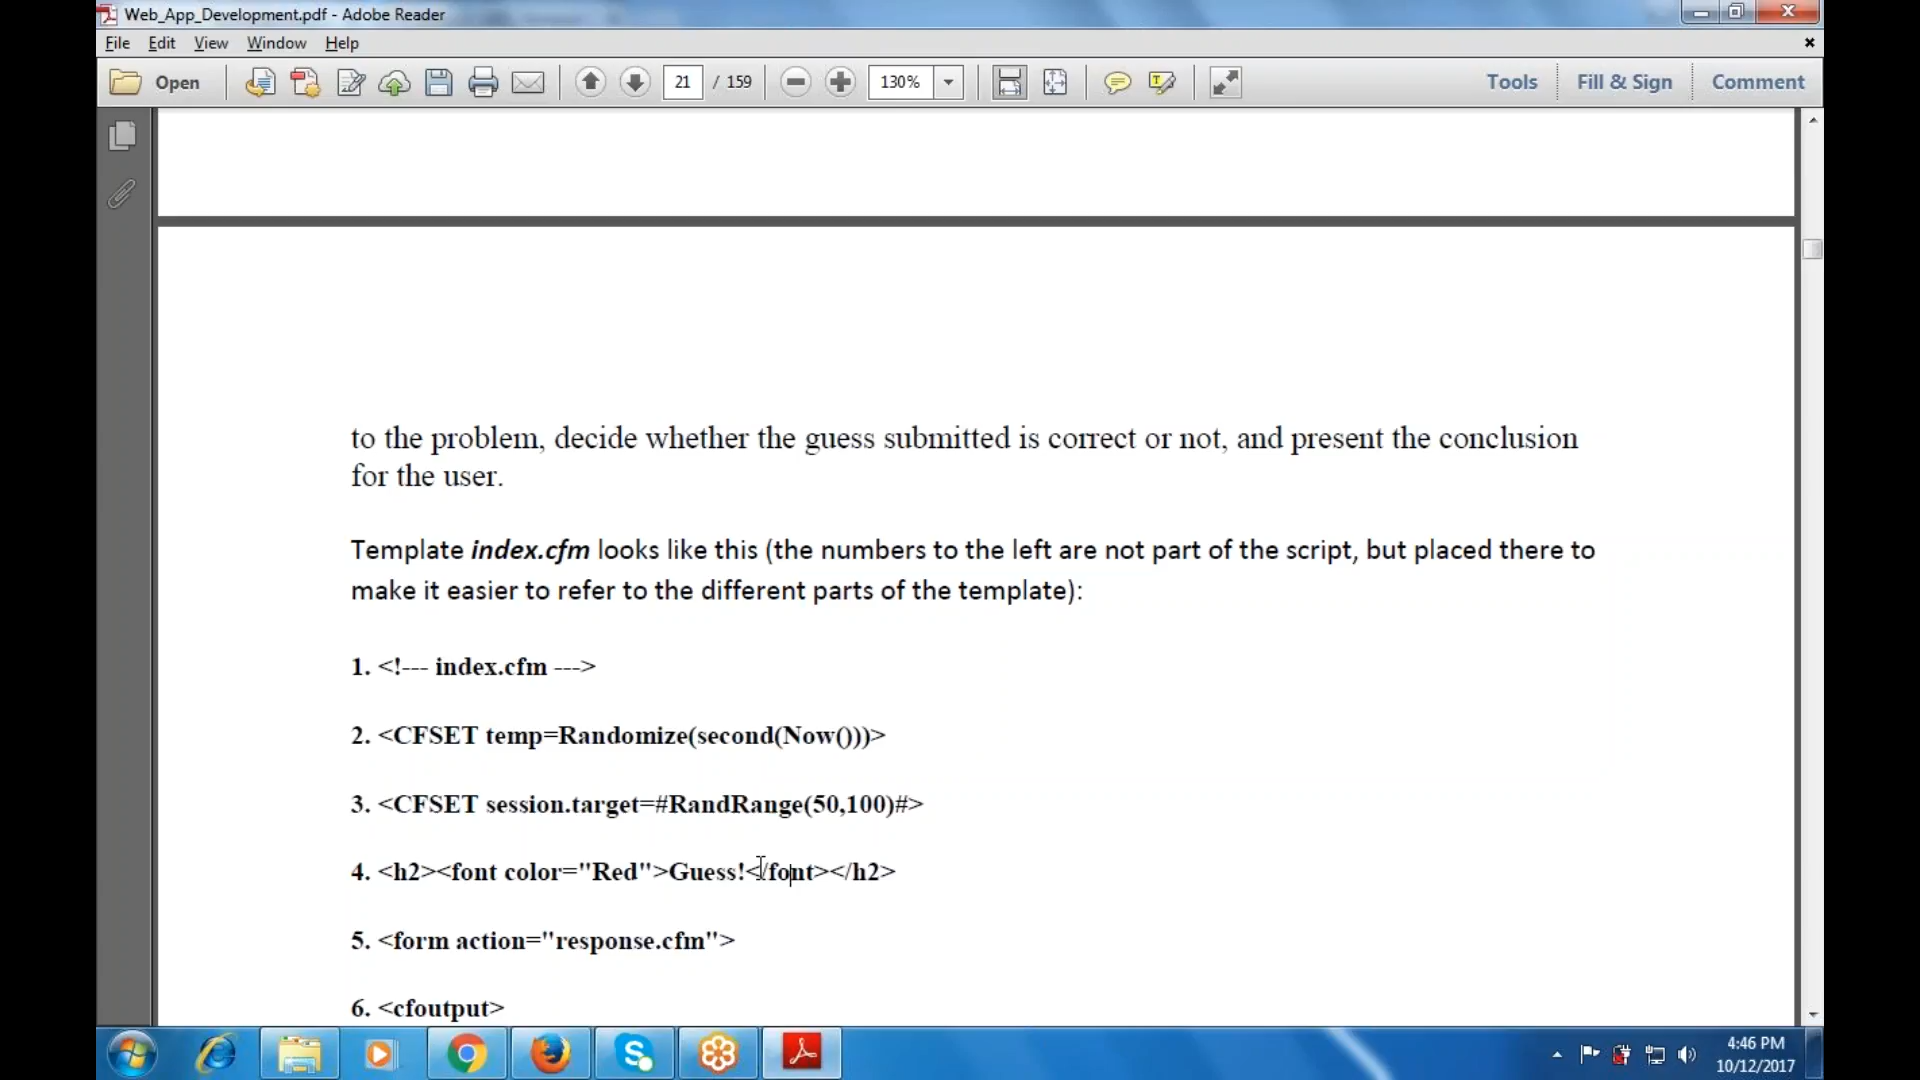 Web_App_Development.pdf - Adobe Reader
File Edit View Window Help
Open 21 / 159 130% Tools Fill & Sign Comment
to the problem, decide whether the guess submitted is correct or not, and present the conclusion
for the user.
Template index.cfm looks like this (the numbers to the left are not part of the script, but placed there to
make it easier to refer to the different parts of the template):
1. <!--- index.cfm --->
2. <CFSET temp=Randomize(second(Now()))>
3. <CFSET session.target=#RandRange(50,100)#>
4. <h2><font color="Red">Guess!</font></h2>
5. <form action="response.cfm">
6. <cfoutput>
4:46 PM
10/12/2017